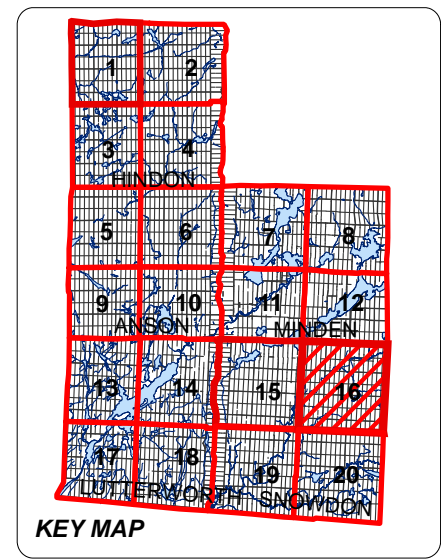 1 2
3 4
HINDON
5 6 7 8
9 10 11 12
ANSON MINDEN
13 14 15 16
17 18 19 20
LUTTERWORTH SNOWDON
KEY MAP